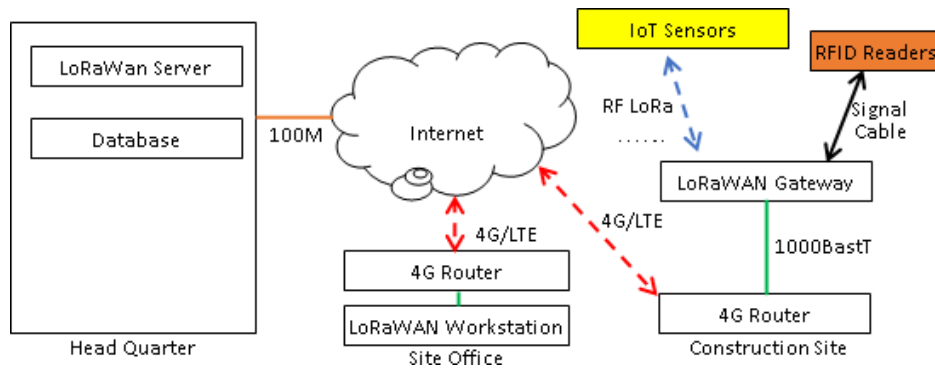 IoT Sensors
RFID Readers
LoRaWan Server
Database
100M
Internet
RF LoRa
......
Signal
Cable
LoRaWAN Gateway
4G/LTE
4G/LTE
1000BastT
4G Router
LoRaWAN Workstation
Site Office
4G Router
Construction Site
Head Quarter